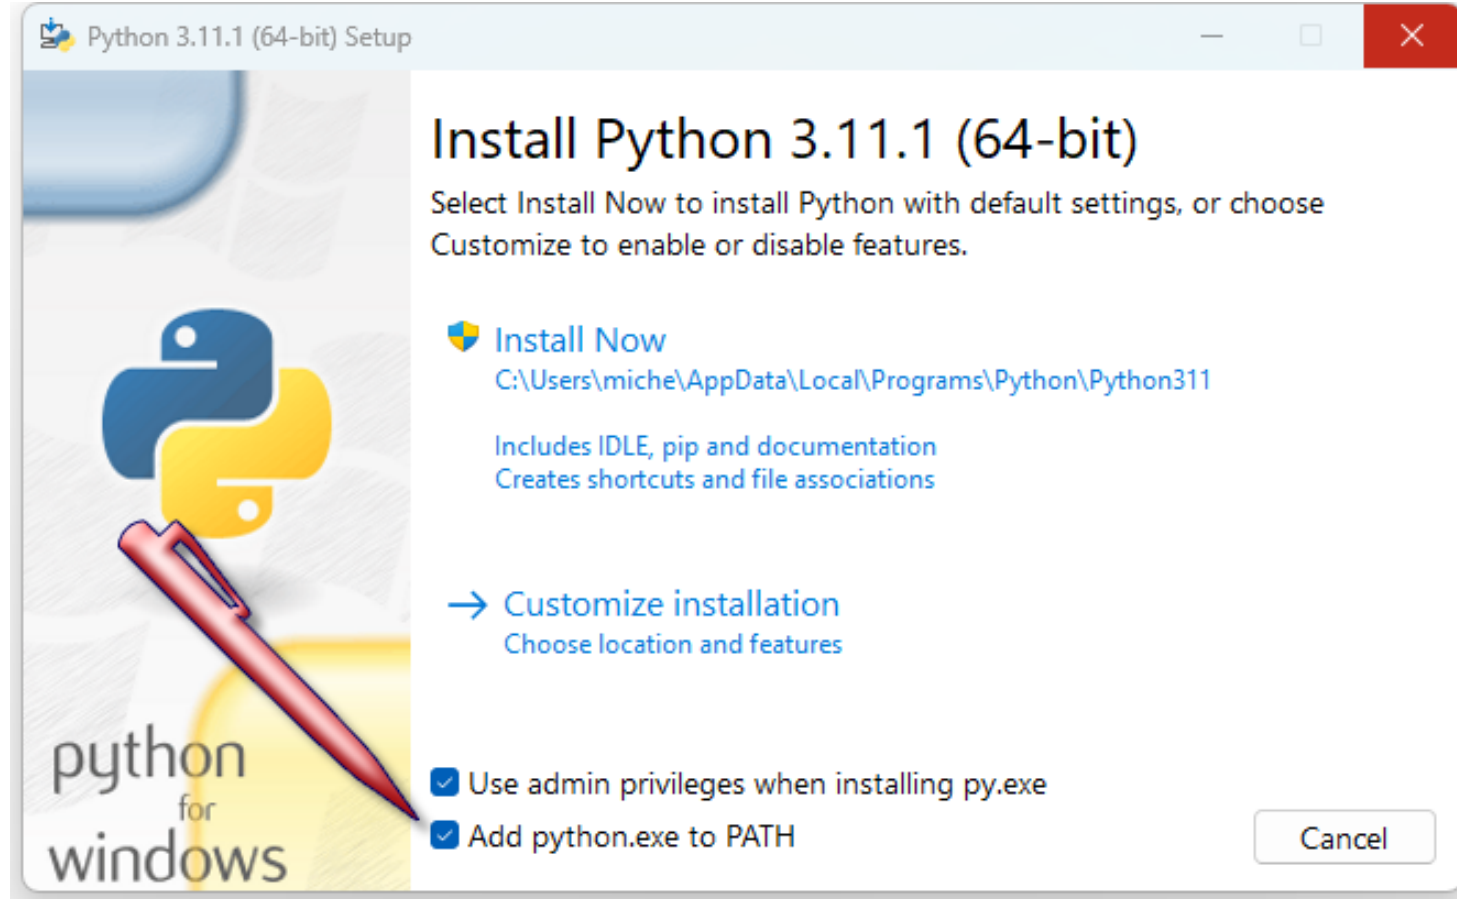 Python 3.11.1 (64-bit) Setup
Install Python 3.11.1 (64-bit)
Select Install Now to install Python with default settings, or choose
Customize to enable or disable features.
Install Now
C:\Users\miche\AppData\Local\Programs\Python\Python311
Includes IDLE, pip and documentation
Creates shortcuts and file associations
Customize installation
Choose location and features
python
for
windows
Use admin privileges when installing py.exe
Add python.exe to PATH
Cancel